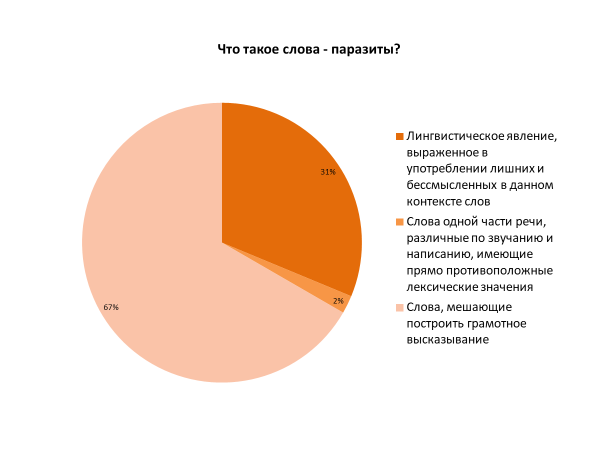 Что такое слова - паразиты?
31%
2%
67%
Лингвистическое явление,
выраженное в
употреблении лишних и
бессмысленных в данном
контексте слов
Слова одной части речи,
различные по звучанию и
написанию, имеющие
прямо противоположные
лексические значения
Слова, мешающие
построить грамотное
высказывание